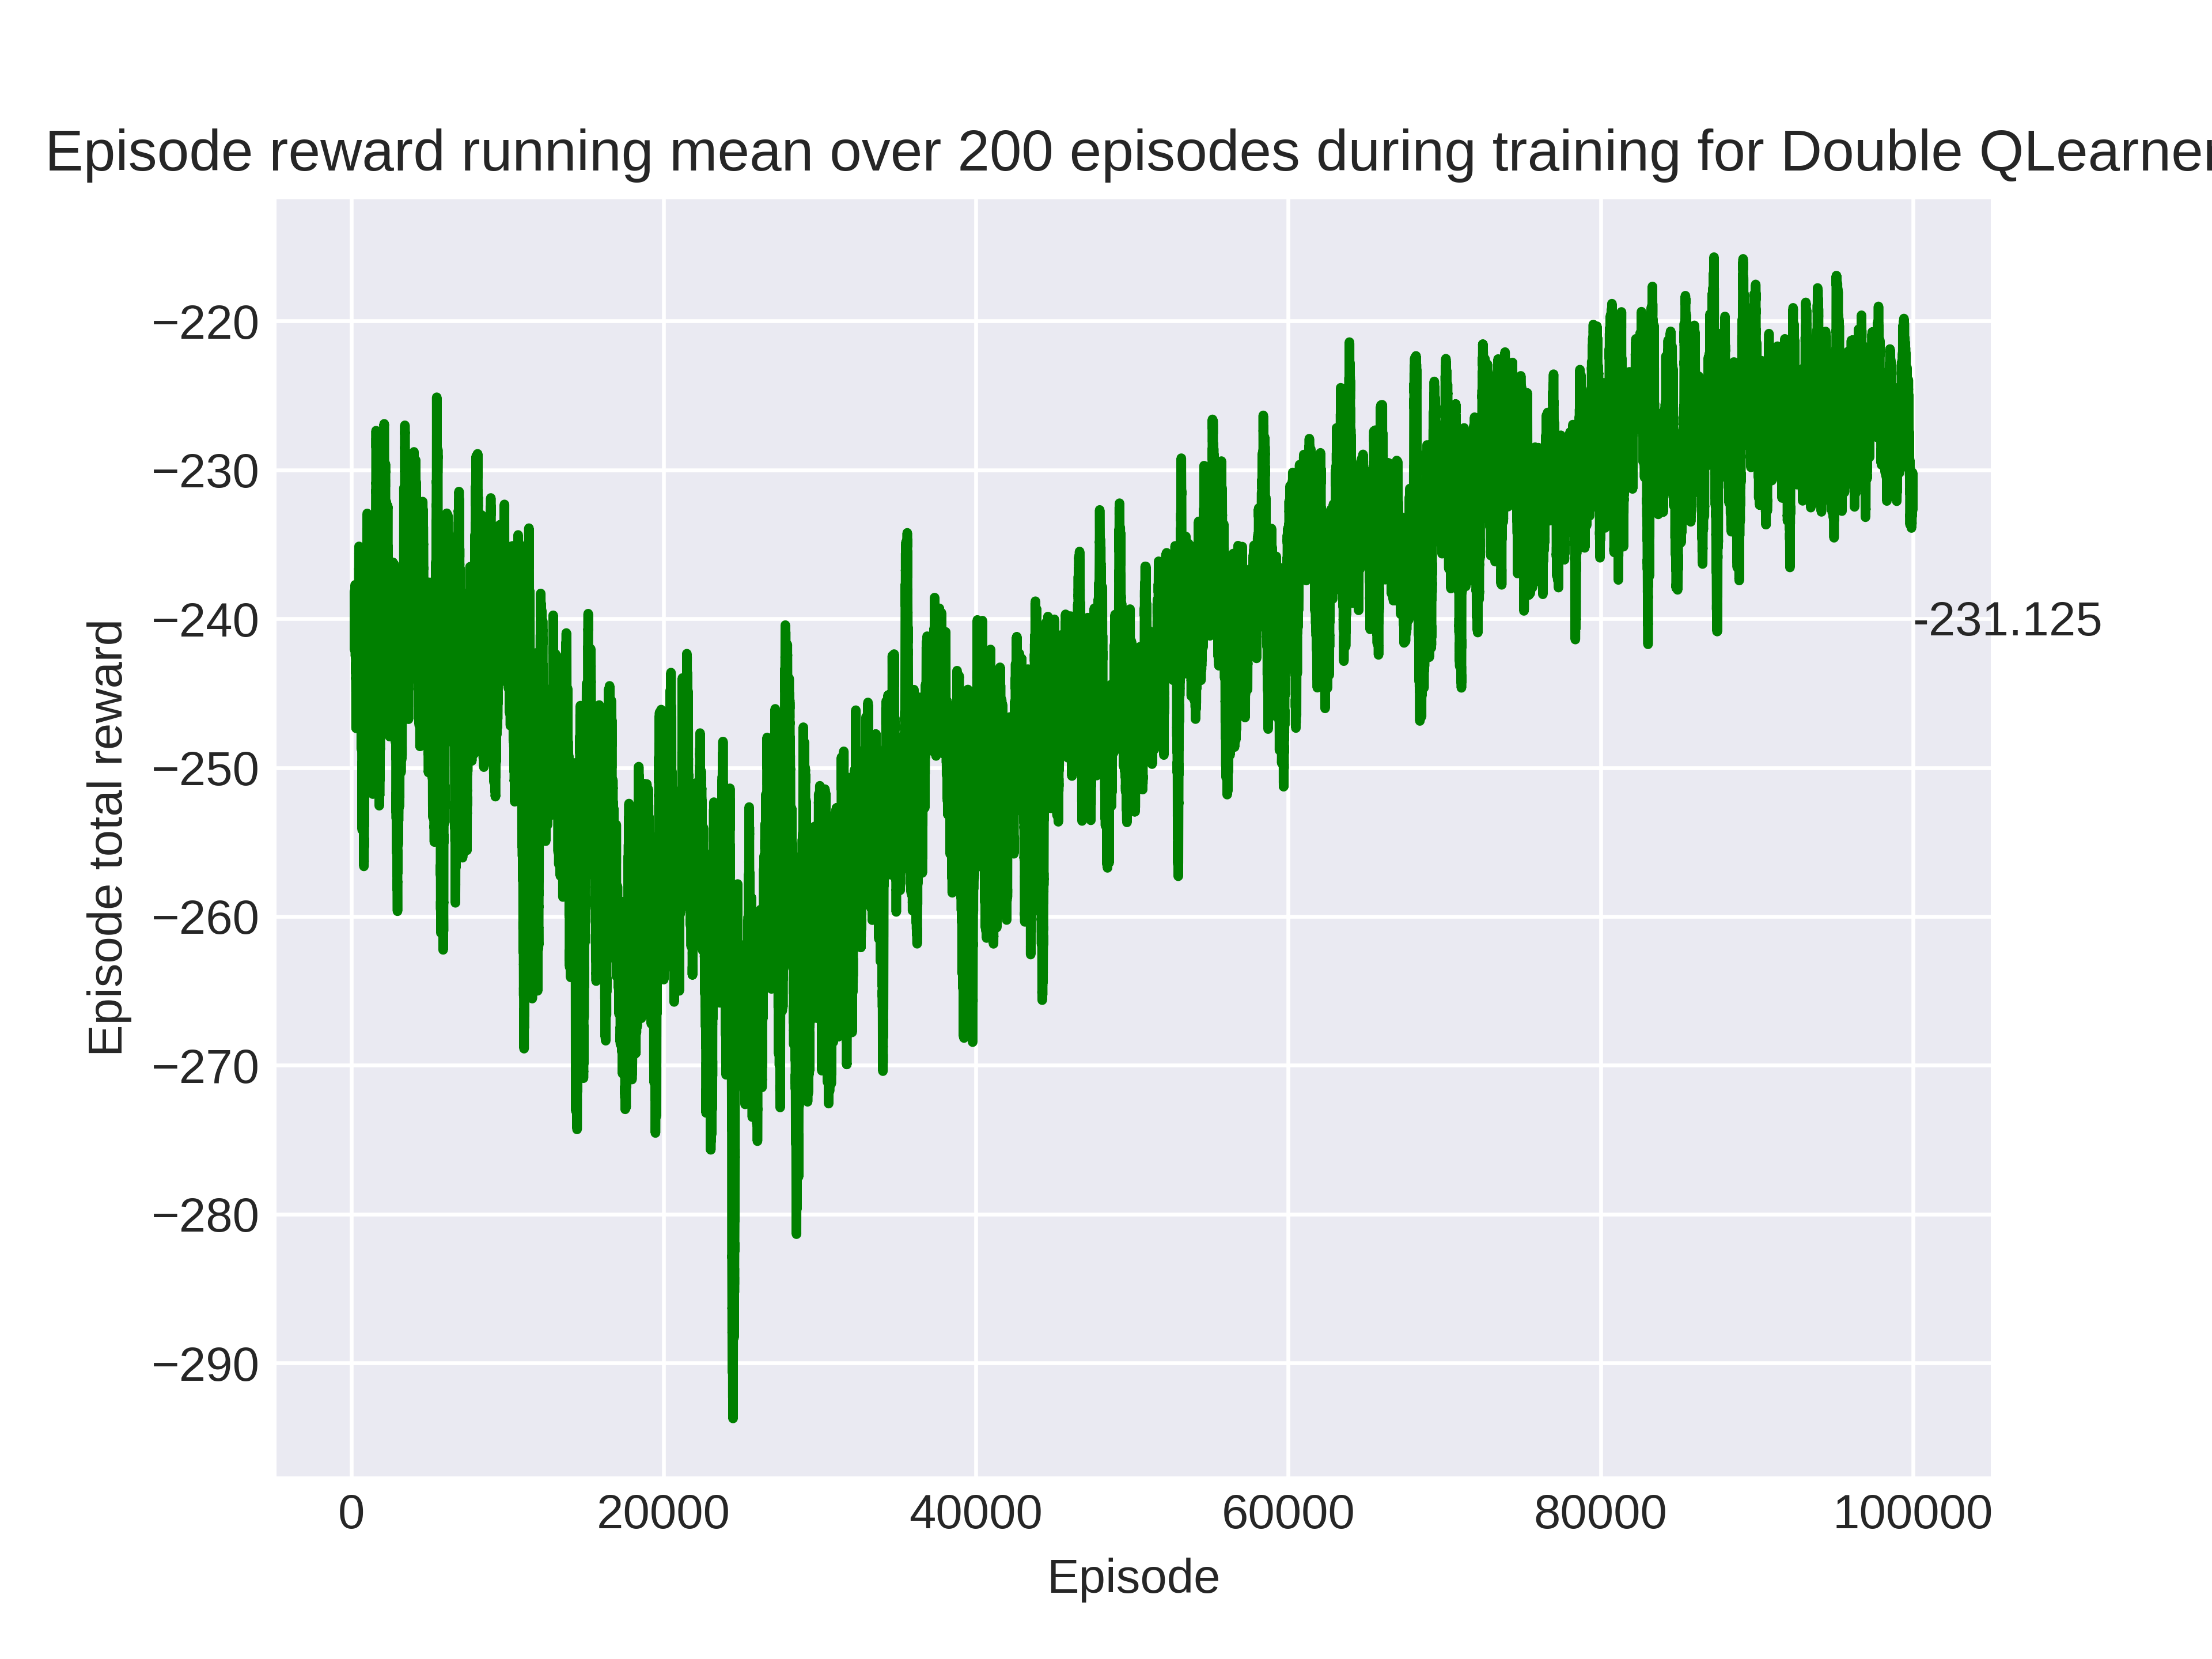 Episode reward running mean over 200 episodes during training for Double QLearner
Episode total reward
−220
−230
−240
−250
−260
−270
−280
−290
-231.125
0 20000 40000 60000 80000 100000
Episode